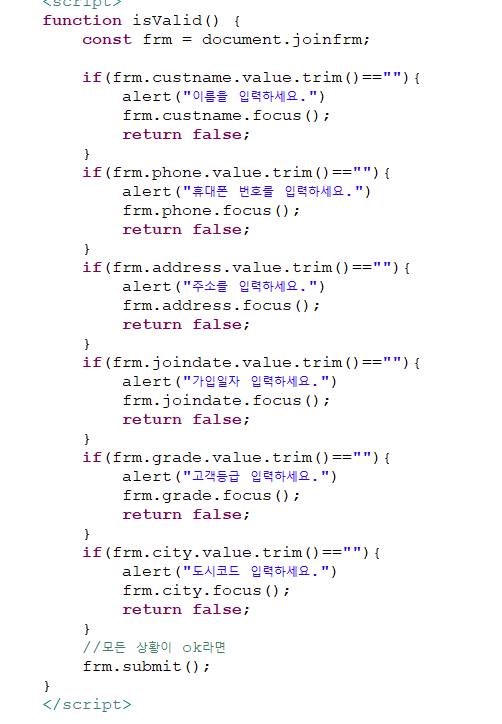 <script>
function isValid() {
    const frm = document.joinfrm;

    if(frm.custname.value.trim()==""){
        alert("이름을 입력하세요.")
        frm.custname.focus();
        return false;
    }
    if(frm.phone.value.trim()==""){
        alert("휴대폰 번호를 입력하세요.")
        frm.phone.focus();
        return false;
    }
    if(frm.address.value.trim()==""){
        alert("주소를 입력하세요.")
        frm.address.focus();
        return false;
    }
    if(frm.joindate.value.trim()==""){
        alert("가입일자 입력하세요.")
        frm.joindate.focus();
        return false;
    }
    if(frm.grade.value.trim()==""){
        alert("고객등급 입력하세요.")
        frm.grade.focus();
        return false;
    }
    if(frm.city.value.trim()==""){
        alert("도시코드 입력하세요.")
        frm.city.focus();
        return false;
    }
    //모든 상황이 ok라면
    frm.submit();
}
</script>